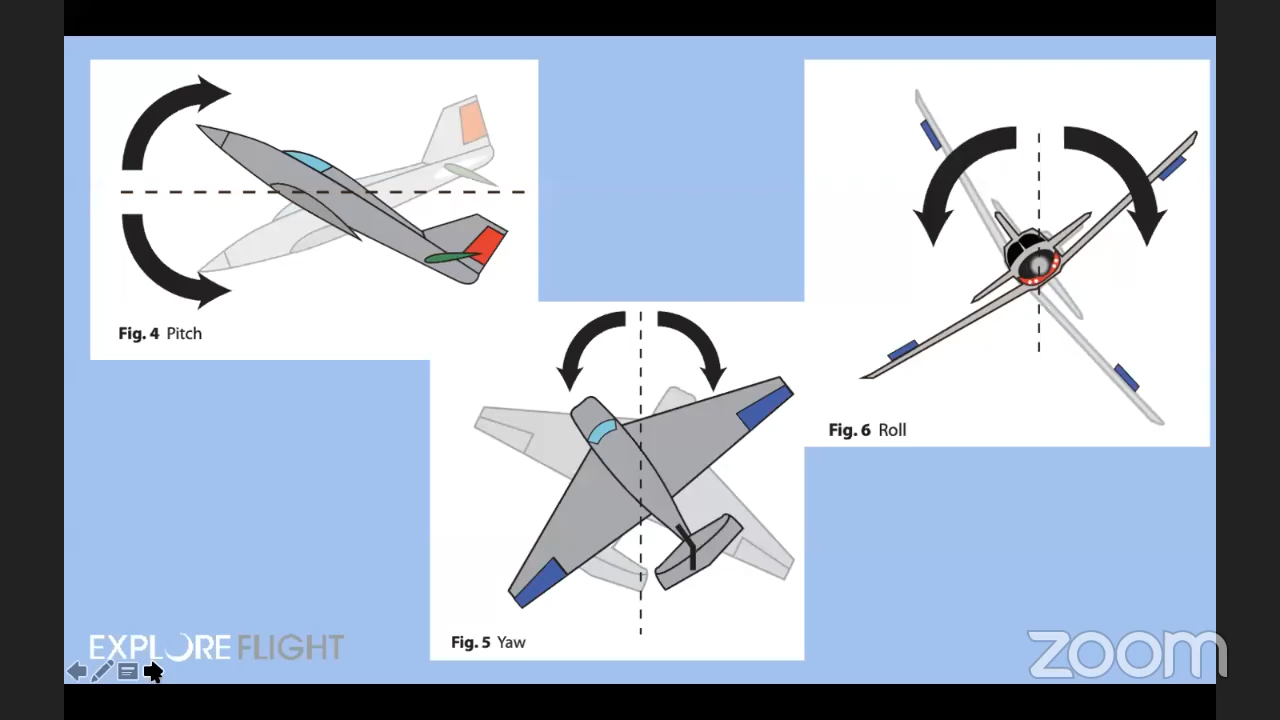 Fig. 4 Pitch
Fig. 6 Roll
Fig. 5 Yaw
EXPLORE FLIGHT
zoom